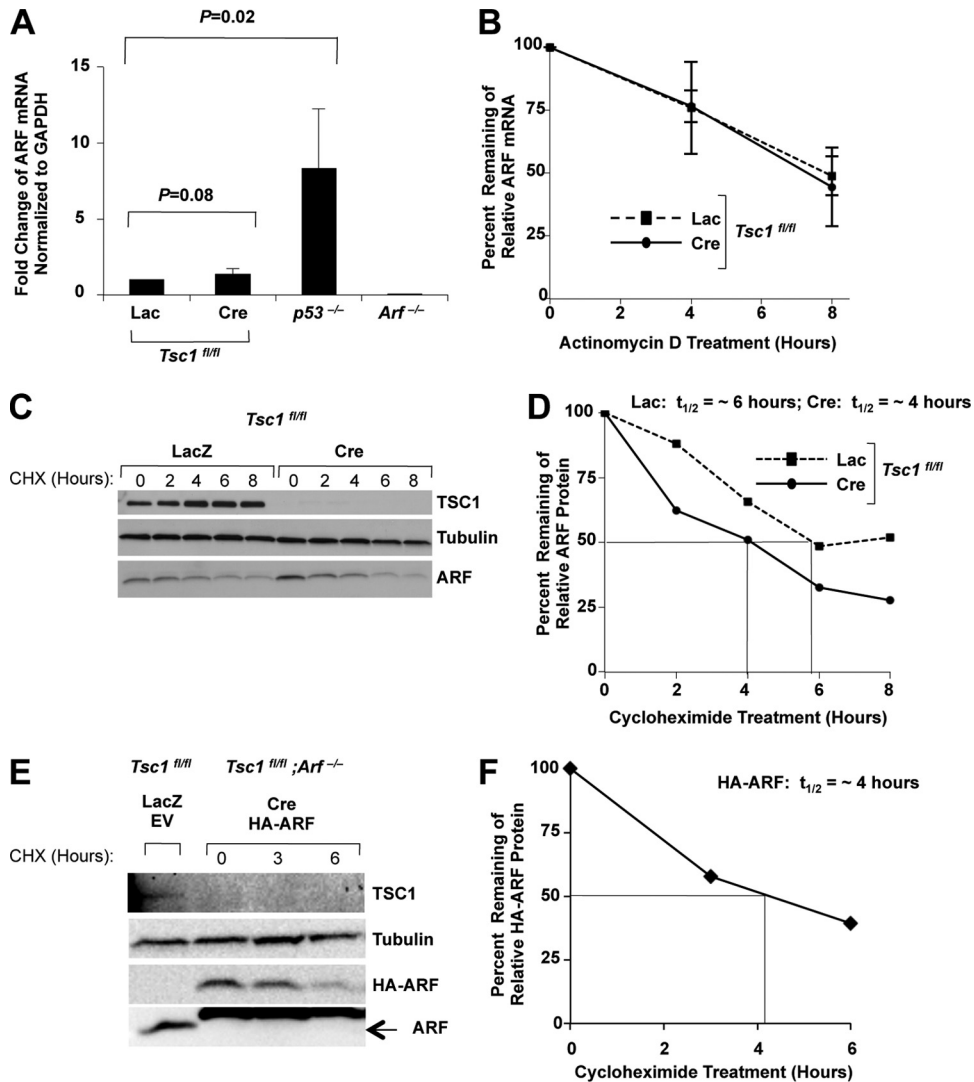 A
P=0.02
Fold Change of ARF mRNA
Normalized to GAPDH
15
10
5
0
P=0.08
Lac
Cre
p53 –/–
Arf –/–
Tsc1 fl/fl
B
Percent Remaining of
Relative ARF mRNA
100
75
50
25
0
Lac
Cre
Tsc1 fl/fl
0 2 4 6 8
Actinomycin D Treatment (Hours)
C
Tsc1 fl/fl
LacZ
Cre
CHX (Hours): 0 2 4 6 8 0 2 4 6 8
TSC1
Tubulin
ARF
D
Lac: t1/2 = ~ 6 hours; Cre: t1/2 = ~ 4 hours
Percent Remaining of
Relative ARF Protein
100
75
50
25
0
Lac
Cre
Tsc1 fl/fl
0 2 4 6 8
Cycloheximide Treatment (Hours)
E
Tsc1 fl/fl
Tsc1 fl/fl ;Arf –/–
LacZ
EV
Cre
HA-ARF
CHX (Hours): 0 3 6
TSC1
Tubulin
HA-ARF
ARF
F
HA-ARF: t1/2 = ~ 4 hours
Percent Remaining of
Relative HA-ARF Protein
100
75
50
25
0
0 2 4 6
Cycloheximide Treatment (Hours)